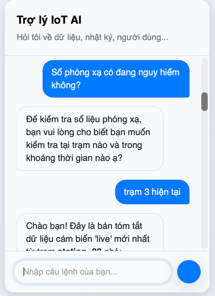 Trợ lý IoT AI
Hỏi tôi về dữ liệu, nhật ký, người dùng...
Số phóng xạ có đang nguy hiểm
không?
Để kiểm tra số liệu phóng xạ,
bạn vui lòng cho biết bạn muốn
kiểm tra tại trạm nào và trong
khoảng thời gian nào ạ?
trạm 3 hiện tại
Chào bạn! Đây là bản tóm tắt
dữ liệu cảm biến 'live' mới nhất
Nhập câu lệnh của bạn...